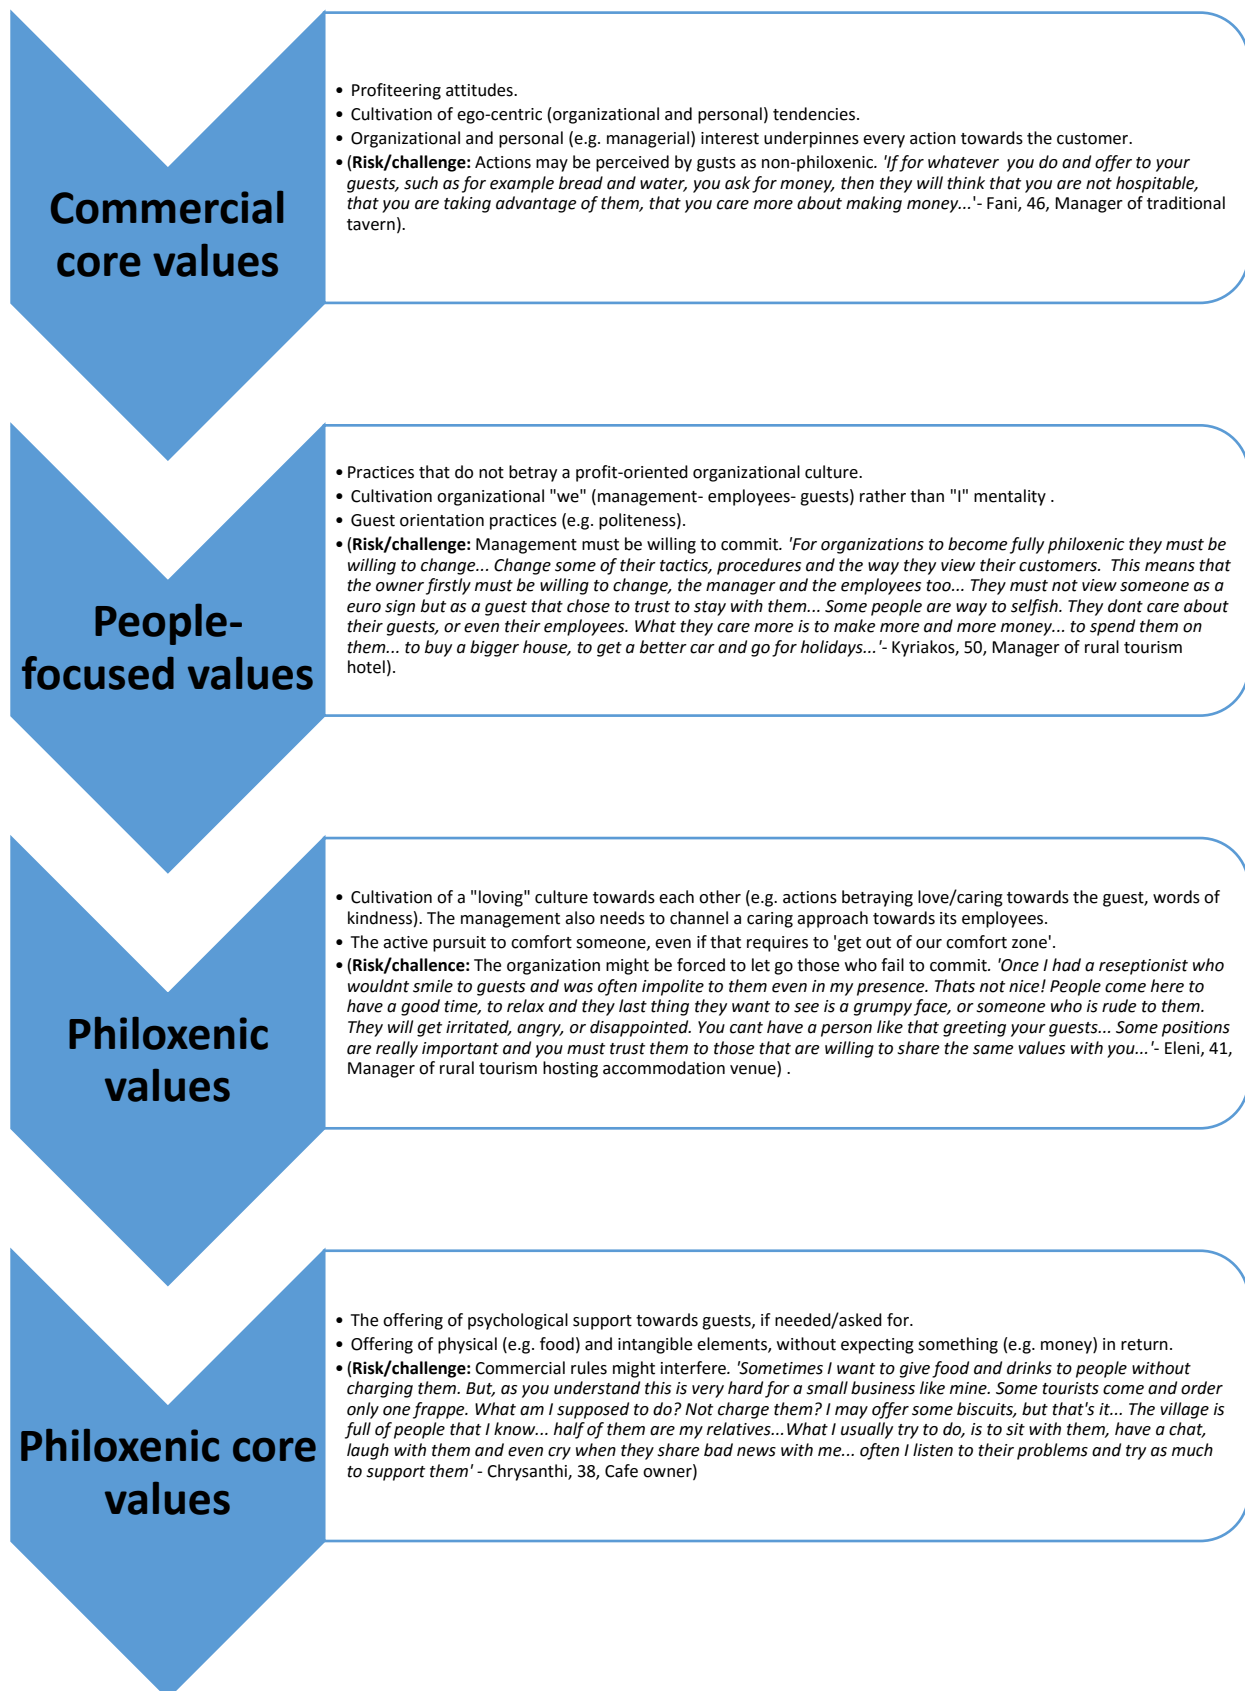 Commercial
core values
• Profiteering attitudes.
• Cultivation of ego-centric (organizational and personal) tendencies.
• Organizational and personal (e.g. managerial) interest underpinnes every action towards the customer.
• (Risk/challenge: Actions may be perceived by gusts as non-philoxenic. 'If for whatever  you do and offer to your
guests, such as for example bread and water, you ask for money, then they will think that you are not hospitable,
that you are taking advantage of them, that you care more about making money...'- Fani, 46, Manager of traditional
tavern).
People-
focused values
• Practices that do not betray a profit-oriented organizational culture.
• Cultivation organizational "we" (management- employees- guests) rather than "I" mentality .
• Guest orientation practices (e.g. politeness).
• (Risk/challenge: Management must be willing to commit. 'For organizations to become fully philoxenic they must be
willing to change... Change some of their tactics, procedures and the way they view their customers.  This means that
the owner firstly must be willing to change, the manager and the employees too... They must not view someone as a
euro sign but as a guest that chose to trust to stay with them... Some people are way to selfish. They dont care about
their guests, or even their employees. What they care more is to make more and more money... to spend them on
them... to buy a bigger house, to get a better car and go for holidays...'- Kyriakos, 50, Manager of rural tourism
hotel).
Philoxenic
values
• Cultivation of a "loving" culture towards each other (e.g. actions betraying love/caring towards the guest, words of
kindness). The management also needs to channel a caring approach towards its employees.
• The active pursuit to comfort someone, even if that requires to 'get out of our comfort zone'.
• (Risk/challence: The organization might be forced to let go those who fail to commit. 'Once I had a reseptionist who
wouldnt smile to guests and was often impolite to them even in my presence. Thats not nice! People come here to
have a good time, to relax and they last thing they want to see is a grumpy face, or someone who is rude to them.
They will get irritated, angry, or disappointed. You cant have a person like that greeting your guests... Some positions
are really important and you must trust them to those that are willing to share the same values with you...'- Eleni, 41,
Manager of rural tourism hosting accommodation venue) .
Philoxenic core
values
• The offering of psychological support towards guests, if needed/asked for.
• Offering of physical (e.g. food) and intangible elements, without expecting something (e.g. money) in return.
• (Risk/challenge: Commercial rules might interfere. 'Sometimes I want to give food and drinks to people without
charging them. But, as you understand this is very hard for a small business like mine. Some tourists come and order
only one frappe. What am I supposed to do? Not charge them? I may offer some biscuits, but that's it... The village is
full of people that I know... half of them are my relatives...What I usually try to do, is to sit with them, have a chat,
laugh with them and even cry when they share bad news with me... often I listen to their problems and try as much
to support them' - Chrysanthi, 38, Cafe owner)